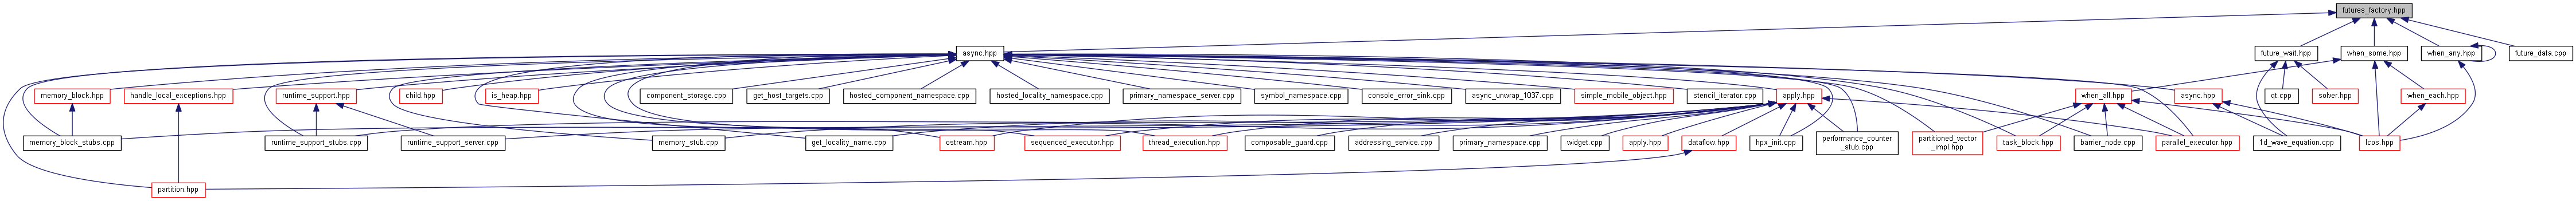 futures_factory.hpp
async.hpp
future_wait.hpp
when_some.hpp
when_any.hpp
future_data.cpp
memory_block.hpp
handle_local_exceptions.hpp
runtime_support.hpp
child.hpp
is_heap.hpp
component_storage.cpp
get_host_targets.cpp
hosted_component_namespace.cpp
hosted_locality_namespace.cpp
primary_namespace_server.cpp
symbol_namespace.cpp
console_error_sink.cpp
async_unwrap_1037.cpp
simple_mobile_object.hpp
stencil_iterator.cpp
apply.hpp
when_all.hpp
async.hpp
qt.cpp
solver.hpp
when_each.hpp
memory_block_stubs.cpp
runtime_support_stubs.cpp
runtime_support_server.cpp
memory_stub.cpp
get_locality_name.cpp
ostream.hpp
sequenced_executor.hpp
thread_execution.hpp
composable_guard.cpp
addressing_service.cpp
primary_namespace.cpp
widget.cpp
apply.hpp
dataflow.hpp
hpx_init.cpp
performance_counter
_stub.cpp
partitioned_vector
_impl.hpp
task_block.hpp
barrier_node.cpp
parallel_executor.hpp
1d_wave_equation.cpp
lcos.hpp
partition.hpp